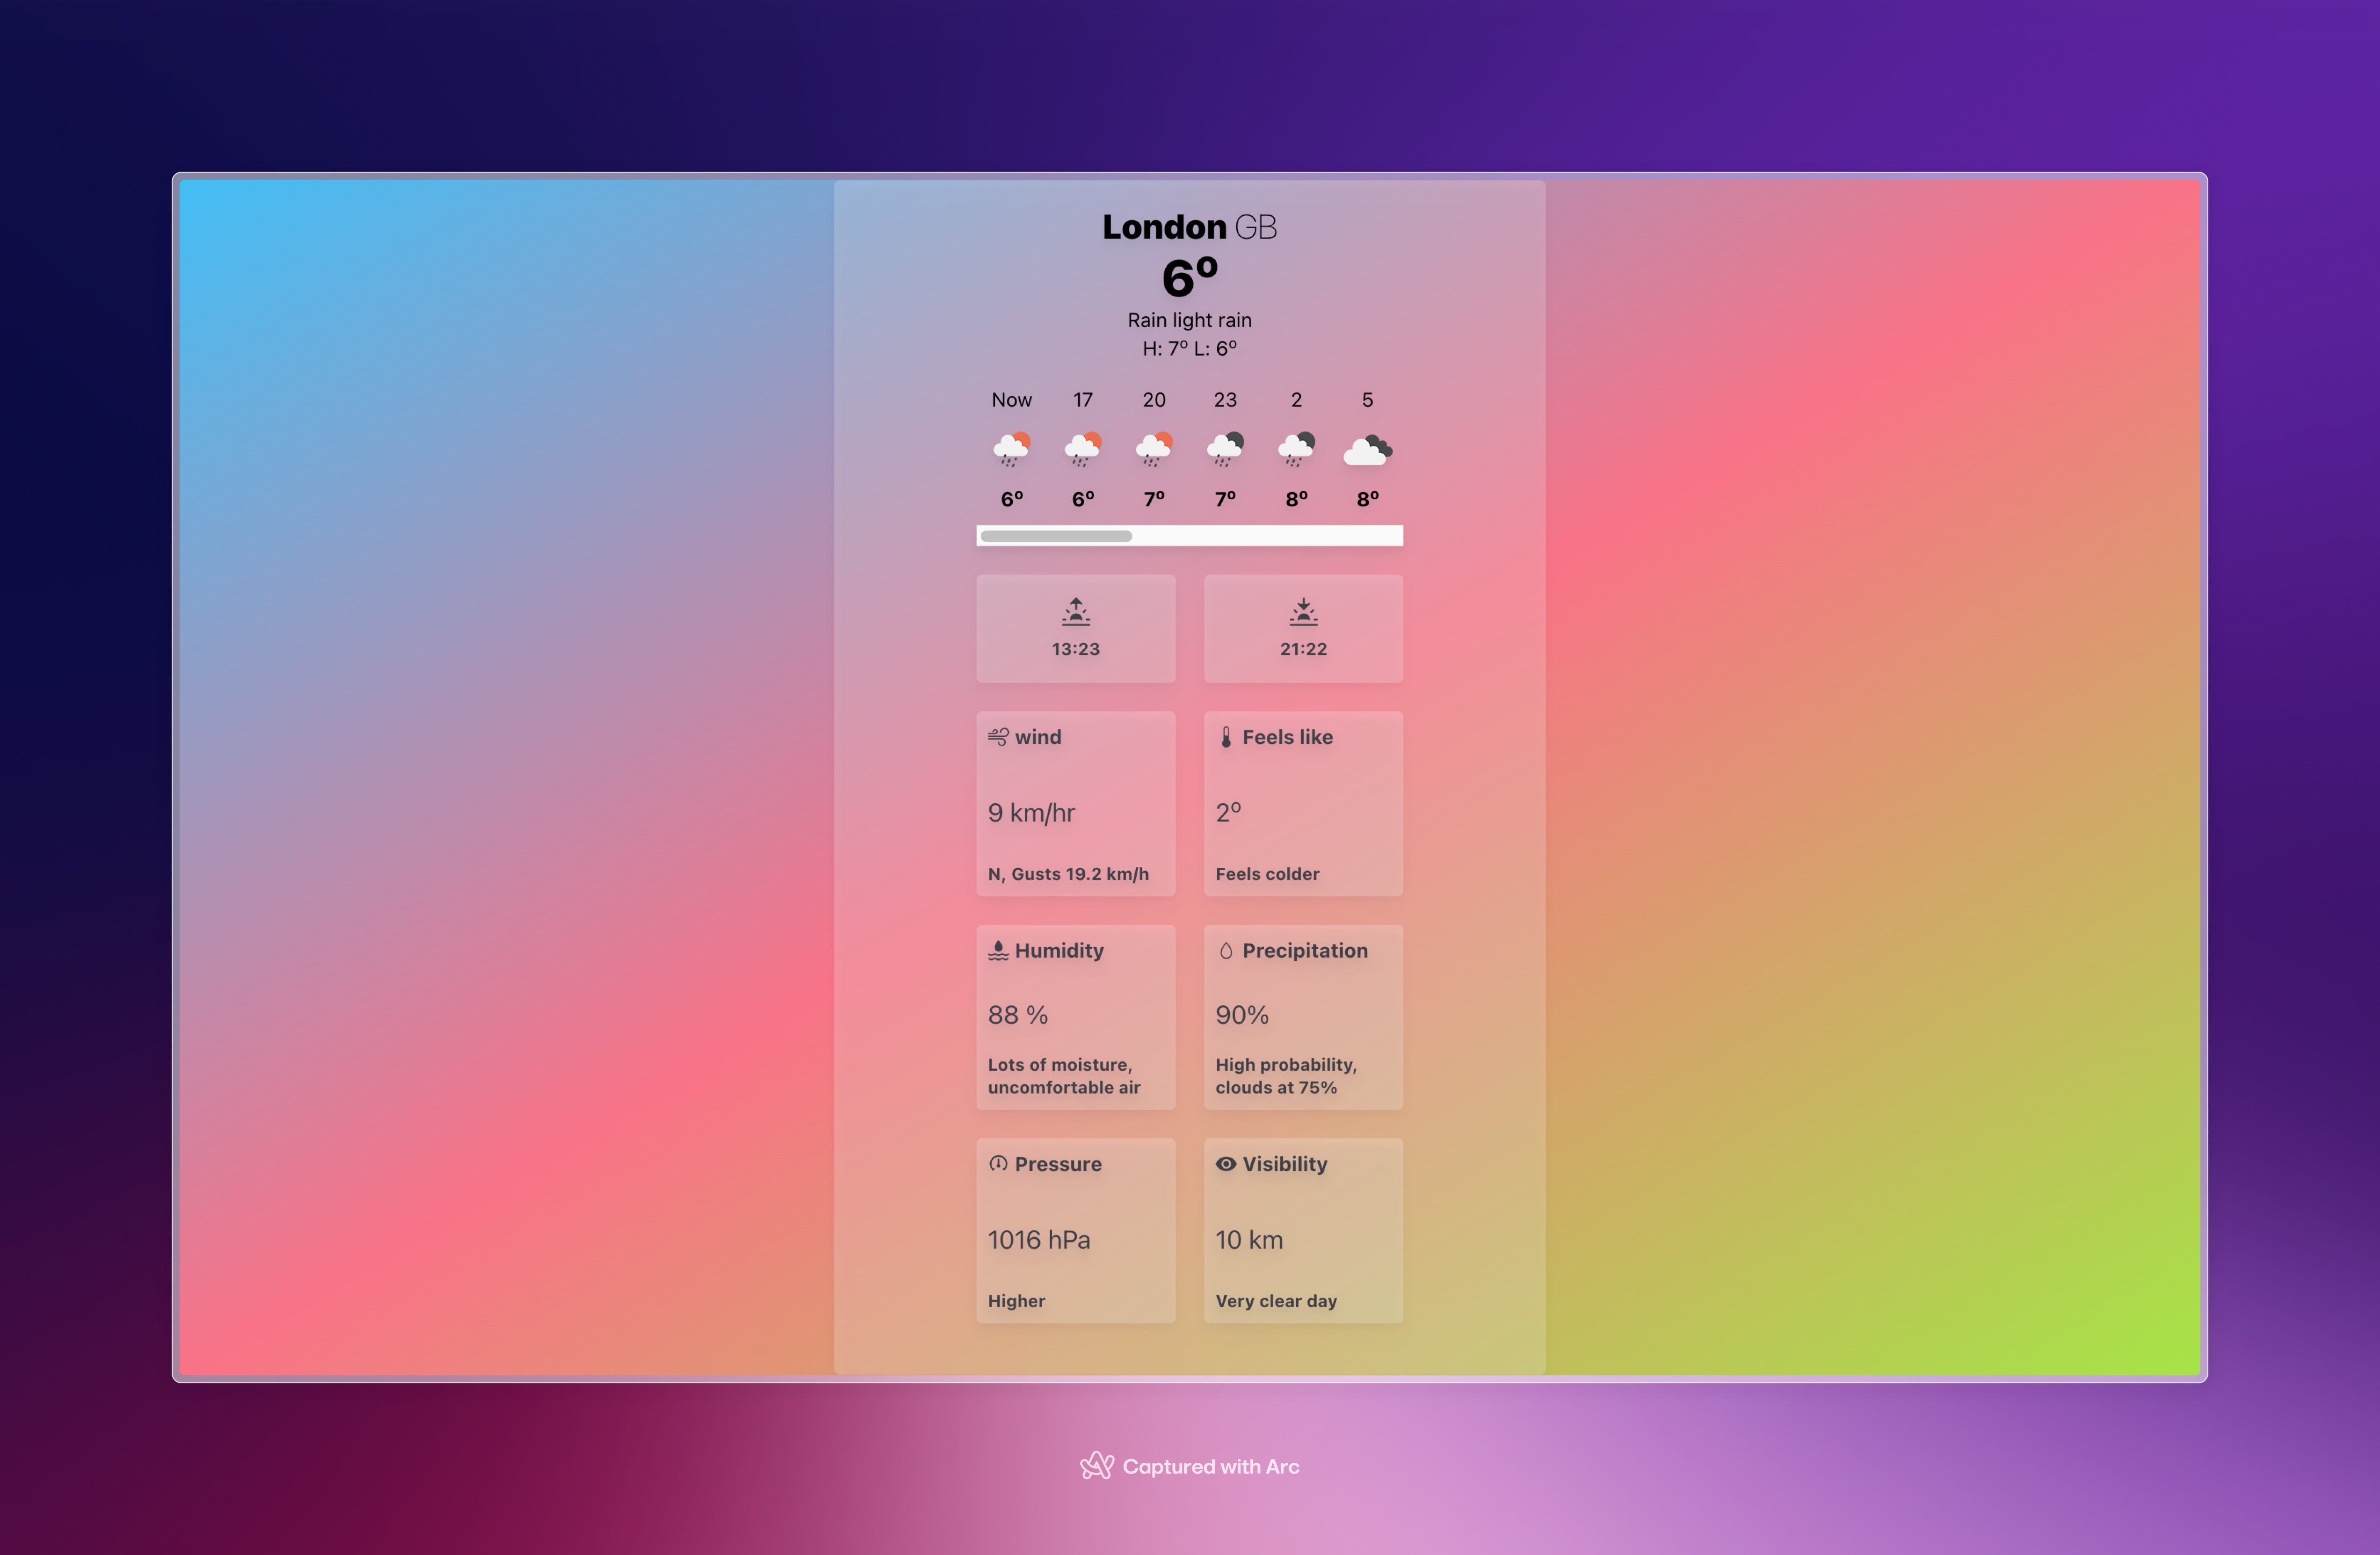 London GB
6º
Rain light rain
H: 7º L: 6º
Now 17 20 23 2 5
6º 6º 7º 7º 8º 8º
13:23 21:22
wind
9 km/hr
N, Gusts 19.2 km/h
Feels like
2º
Feels colder
Humidity
88 %
Lots of moisture,
uncomfortable air
Precipitation
90%
High probability,
clouds at 75%
Pressure
1016 hPa
Higher
Visibility
10 km
Very clear day
Captured with Arc